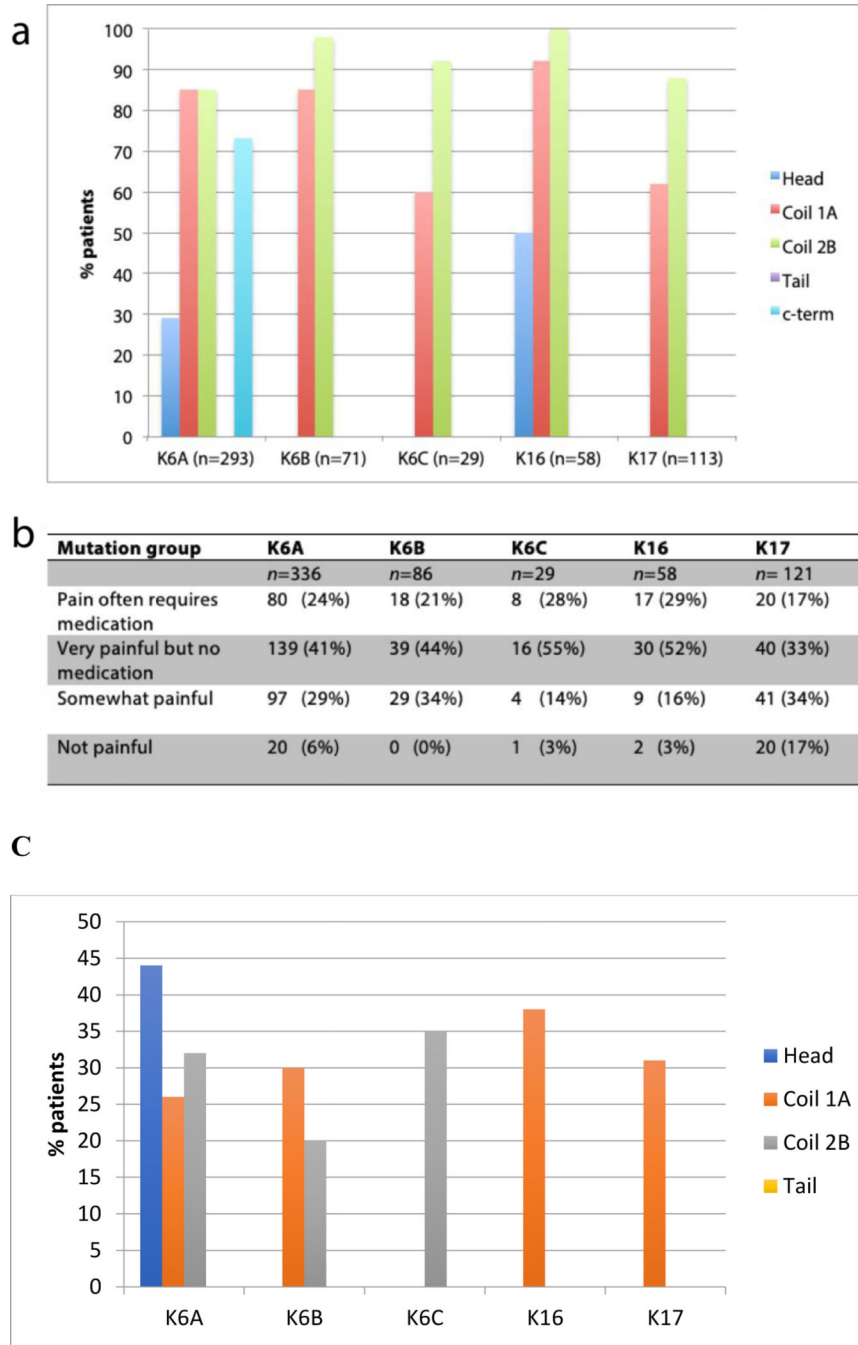 a
100
90
80
70
60
50
40
30
20
10
0
% patients
K6A (n=293) K6B (n=71) K6C (n=29) K16 (n=58) K17 (n=113)
Head
Coil 1A
Coil 2B
Tail
c-term
b
Mutation group K6A K6B K6C K16 K17
n=336 n=86 n=29 n=58 n= 121
Pain often requires 80 (24%) 18 (21%) 8 (28%) 17 (29%) 20 (17%)
medication
Very painful but no 139 (41%) 39 (44%) 16 (55%) 30 (52%) 40 (33%)
medication
Somewhat painful 97 (29%) 29 (34%) 4 (14%) 9 (16%) 41 (34%)
Not painful 20 (6%) 0 (0%) 1 (3%) 2 (3%) 20 (17%)
C
50
45
40
35
30
25
20
15
10
5
0
% patients
K6A K6B K6C K16 K17
Head
Coil 1A
Coil 2B
Tail